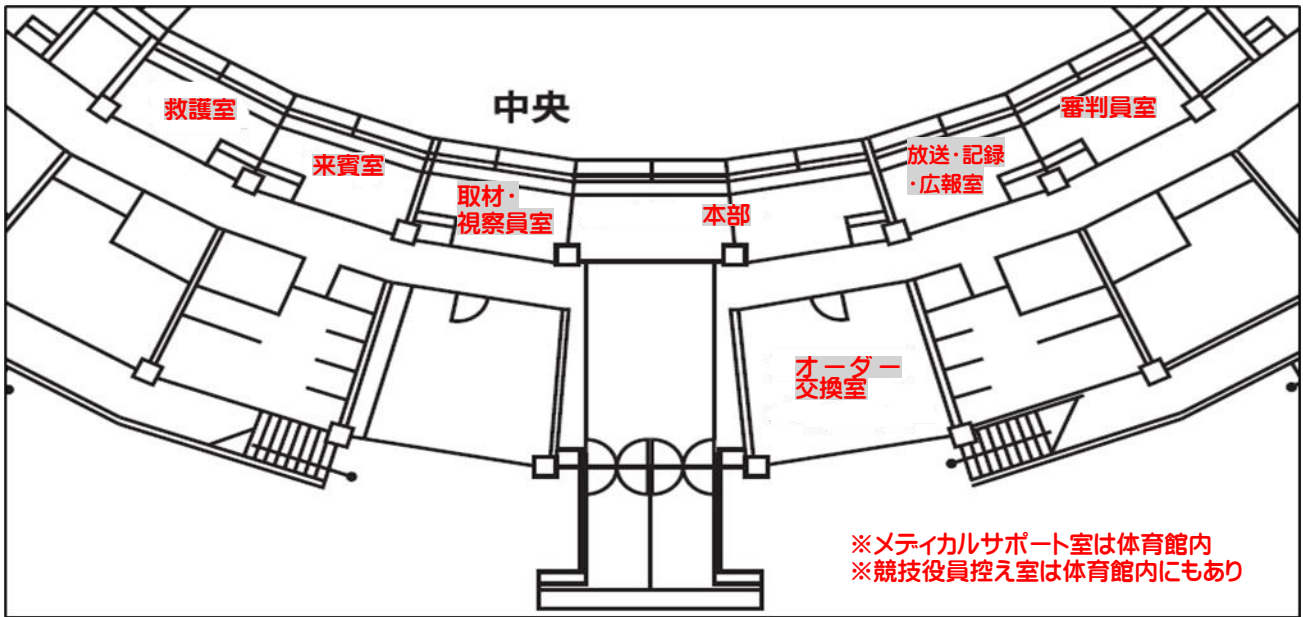 中央
救護室
来賓室
取材・
視察員室
本部
放送・記録
・広報室
審判員室
オーダー
交換室
※メディカルサポート室は体育館内
※競技役員控え室は体育館内にもあり